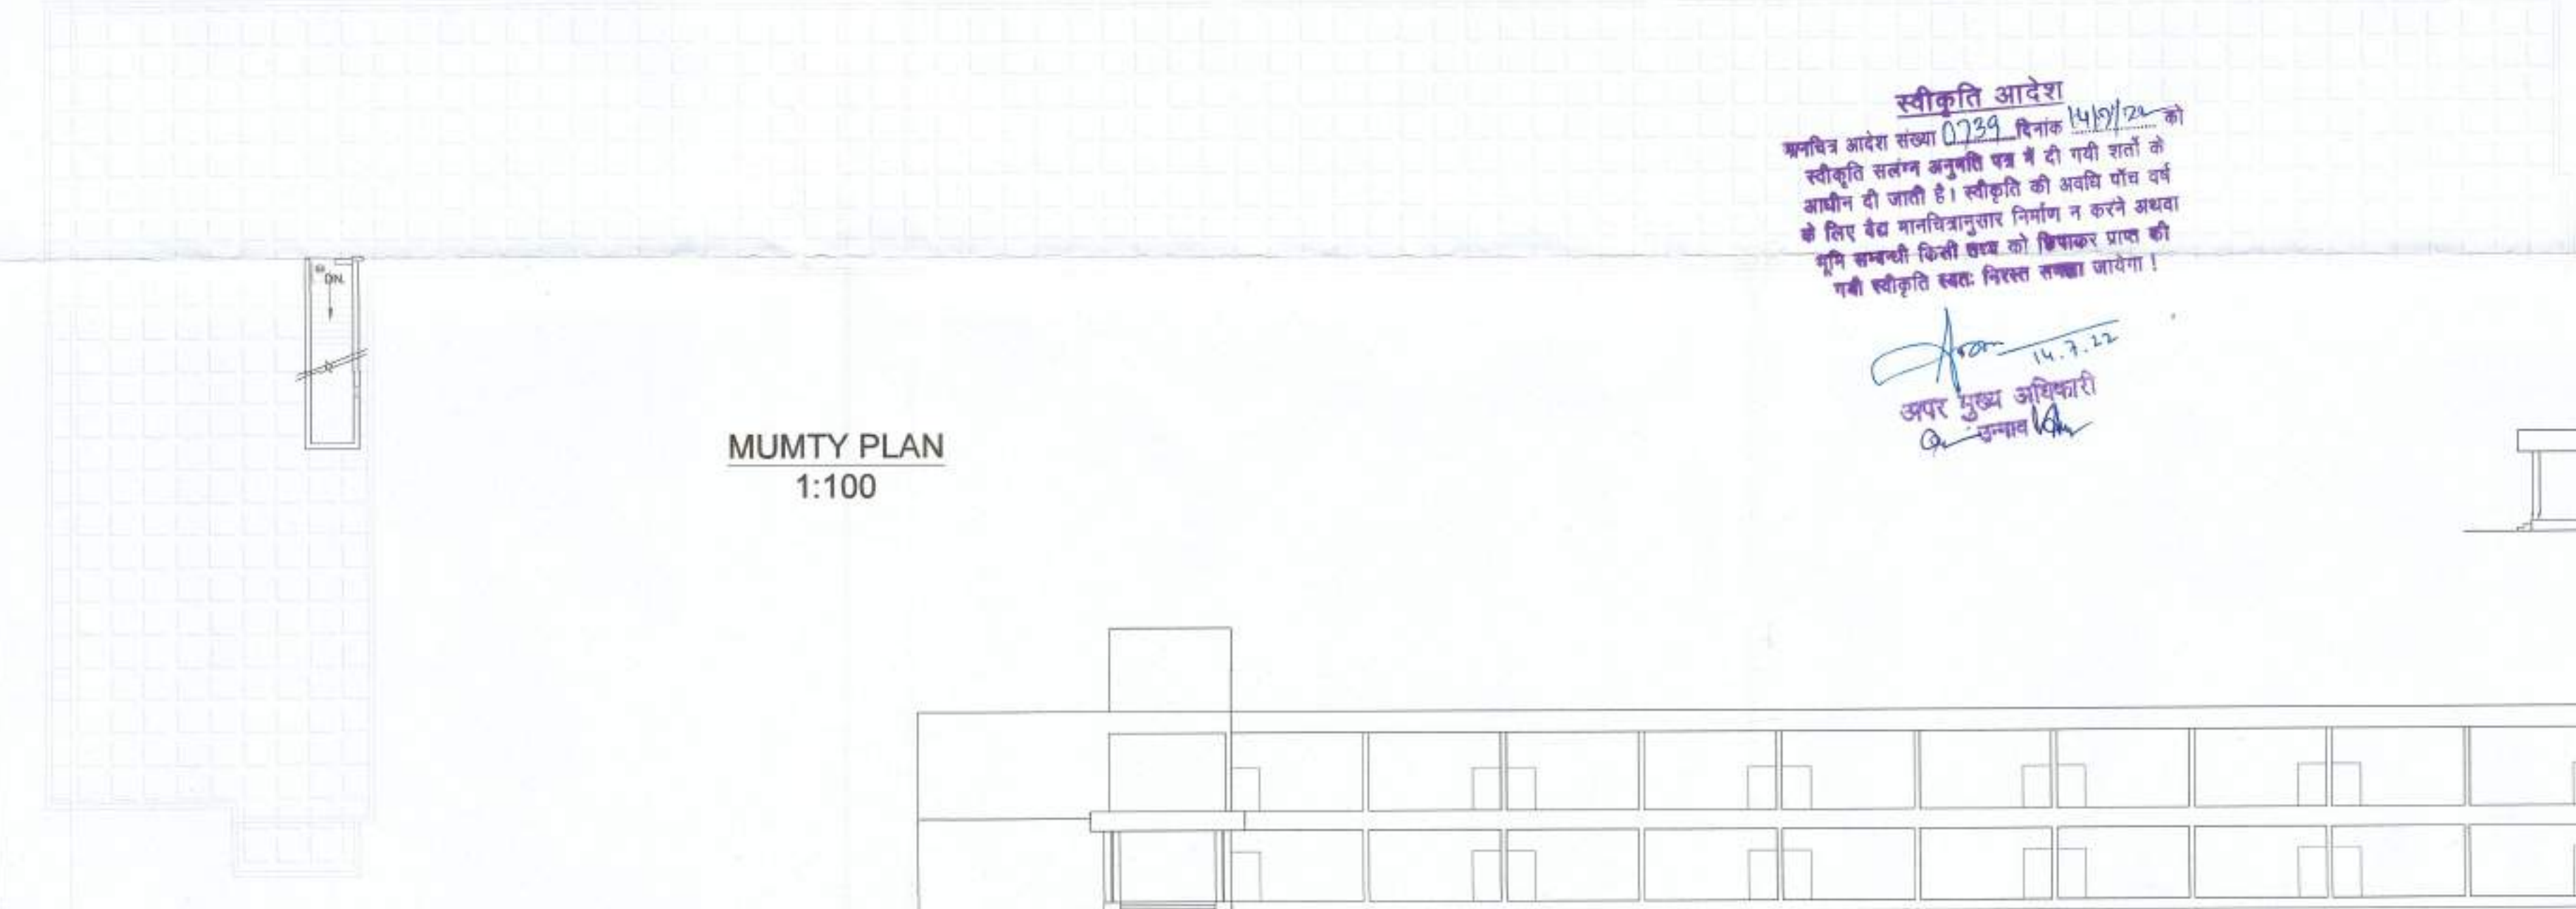 स्वीकृति आदेश
मानचित्र आदेश संख्या 0739 दिनांक 14/7/22 को
स्वीकृति सलंग्न अनुमति पत्र में दी गयी शर्तो के
आधीन दी जाती है। स्वीकृति की अवधि पॉच वर्ष
के लिए वैद्य मानचित्रानुसार निर्माण न करने अथवा
भूमि सम्बन्धी किसी तथ्य को छिपाकर प्राप्त की
गयी स्वीकृति स्वतः निरस्त समझा जायेगा !
14.7.22
अपर मुख्य अधिकारी
उन्नाव
DN.
MUMTY PLAN
1:100